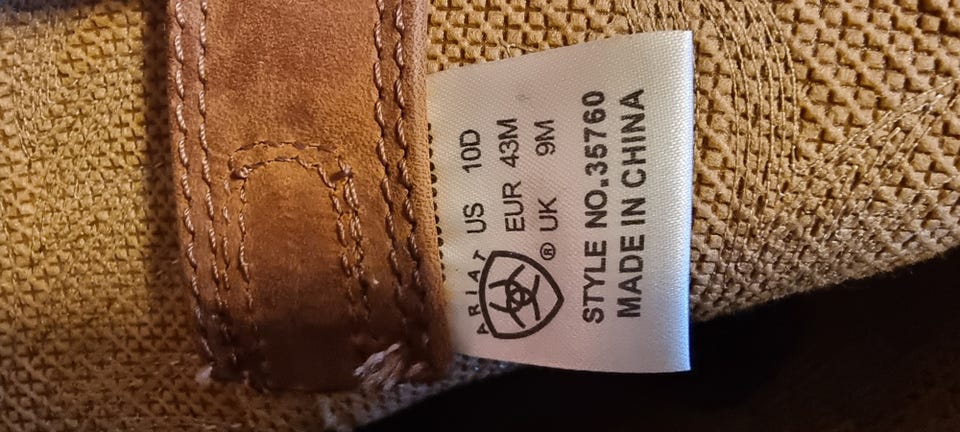 ARIAT
®
US 10D
EUR 43M
UK 9M
STYLE NO.35760
MADE IN CHINA